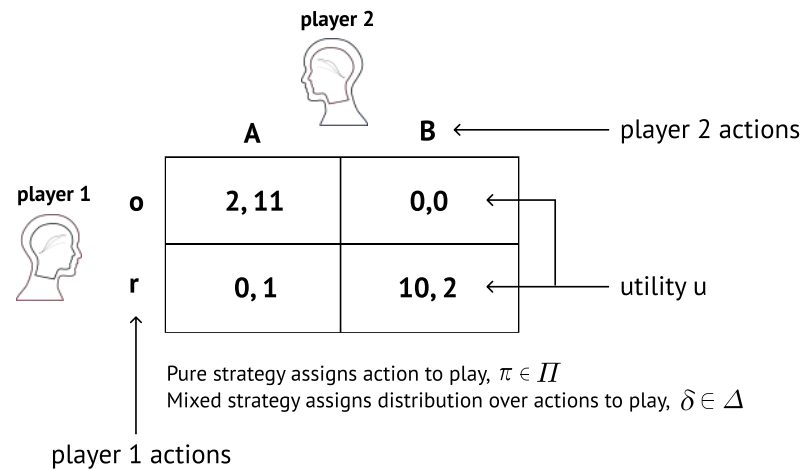 player 2
A
B
player 2 actions
player 1
o
2, 11
0,0
r
0, 1
10, 2
utility u
Pure strategy assigns action to play, π ∈ Π
Mixed strategy assigns distribution over actions to play, δ ∈ Δ
player 1 actions